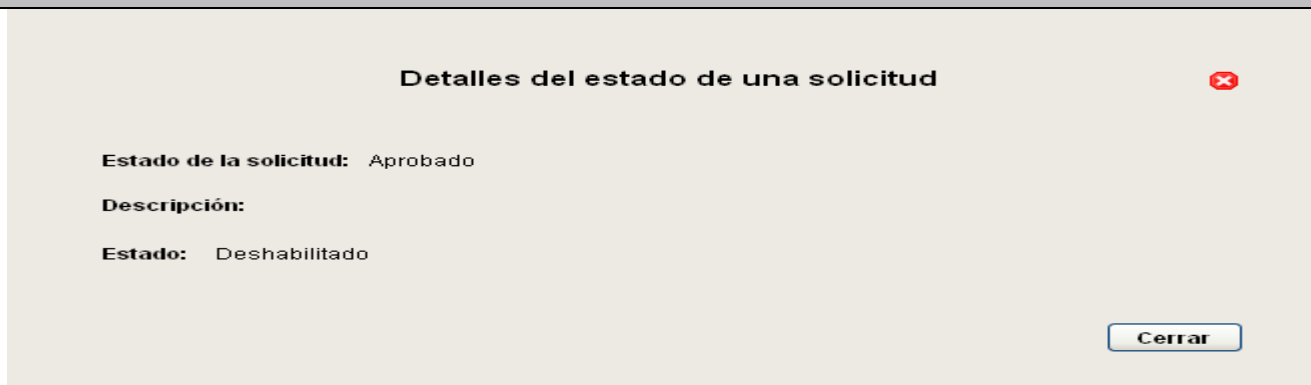 Detalles del estado de una solicitud
Estado de la solicitud: Aprobado
Descripción:
Estado: Deshabilitado
Cerrar